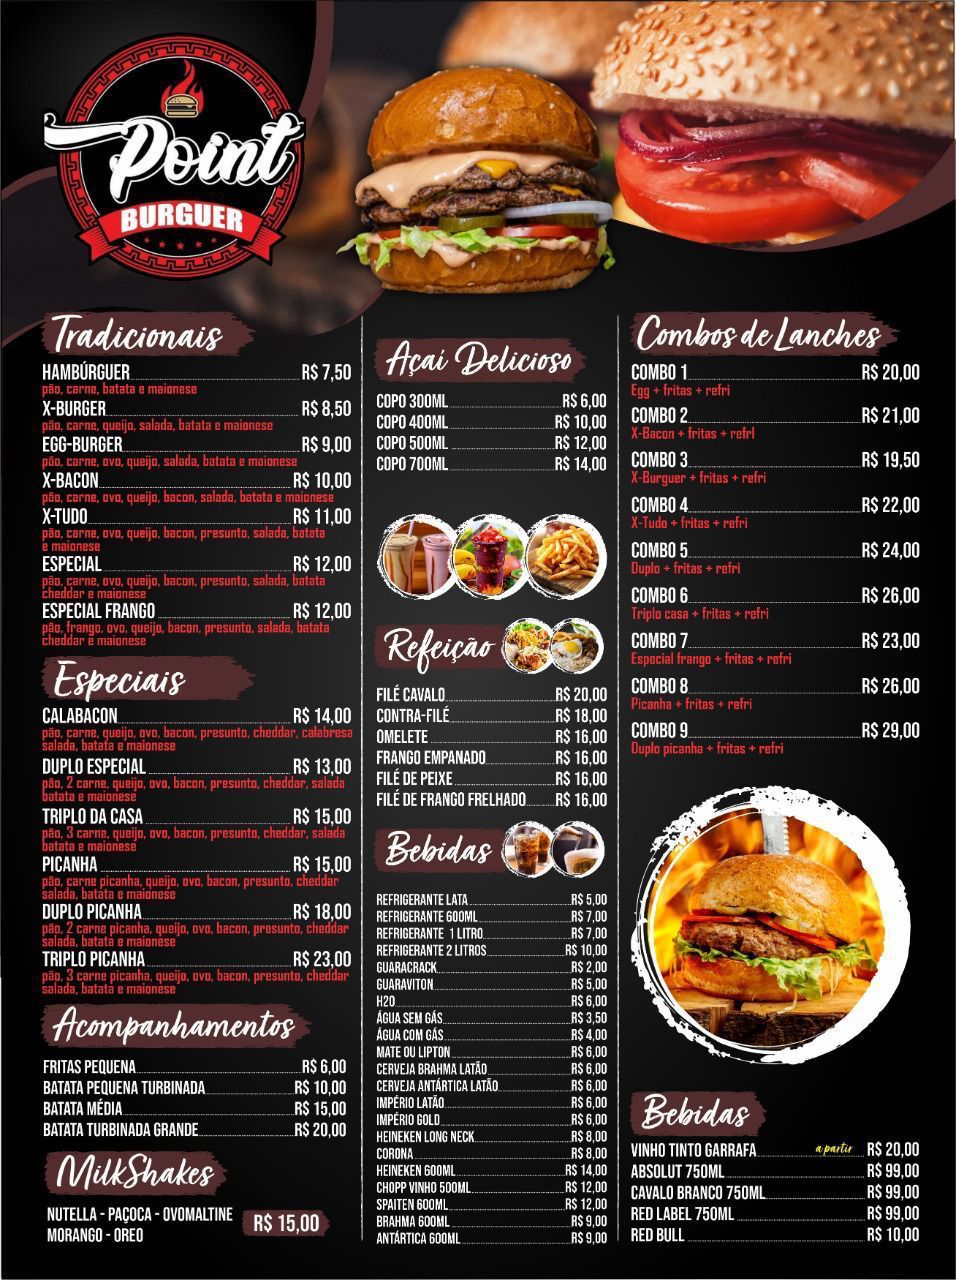 Point
BURGUER
Tradicionais
HAMBÚRGUER R$ 7,50
pão, carne, batata e maionese
X-BURGER R$ 8,50
pão, carne, queijo, salada, batata e maionese
EGG-BURGER R$ 9,00
pão, carne, ovo, queijo, salada, batata e maionese
X-BACON R$ 10,00
pão, carne, ovo, queijo, bacon, salada, batata e maionese
X-TUDO R$ 11,00
pão, carne, ovo, queijo, bacon, presunto, salada, batata
e maionese
ESPECIAL R$ 12,00
pão, carne, ovo, queijo, bacon, presunto, salada, batata
cheddar e maionese
ESPECIAL FRANGO R$ 12,00
pão, frango, ovo, queijo, bacon, presunto, salada, batata
cheddar e maionese
Especiais
CALABACON R$ 14,00
pão, carne, queijo, ovo, bacon, presunto, cheddar, calabresa
salada, batata e maionese
DUPLO ESPECIAL R$ 13,00
pão, 2 carne, queijo, ovo, bacon, presunto, cheddar, salada
batata e maionese
TRIPLO DA CASA R$ 15,00
pão, 3 carne, queijo, ovo, bacon, presunto, cheddar, salada
batata e maionese
PICANHA R$ 15,00
pão, carne picanha, queijo, ovo, bacon, presunto, cheddar
salada, batata e maionese
DUPLO PICANHA R$ 18,00
pão, 2 carne picanha, queijo, ovo, bacon, presunto, cheddar
salada, batata e maionese
TRIPLO PICANHA R$ 23,00
pão, 3 carne picanha, queijo, ovo, bacon, presunto, cheddar
salada, batata e maionese
Acompanhamentos
FRITAS PEQUENA R$ 6,00
BATATA PEQUENA TURBINADA R$ 10,00
BATATA MÉDIA R$ 15,00
BATATA TURBINADA GRANDE R$ 20,00
MilkShakes
NUTELLA - PAÇOCA - OVOMALTINE
MORANGO - OREO
R$ 15,00
Açaí Delicioso
COPO 300ML R$ 6,00
COPO 400ML R$ 10,00
COPO 500ML R$ 12,00
COPO 700ML R$ 14,00
Refeição
FILÉ CAVALO R$ 20,00
CONTRA-FILÉ R$ 18,00
OMELETE R$ 16,00
FRANGO EMPANADO R$ 16,00
FILÉ DE PEIXE R$ 16,00
FILÉ DE FRANGO FRELHADO R$ 16,00
Bebidas
REFRIGERANTE LATA R$ 5,00
REFRIGERANTE 600ML R$ 7,00
REFRIGERANTE 1 LITRO R$ 7,00
REFRIGERANTE 2 LITROS R$ 10,00
GUARACRACK R$ 2,00
GUARAVITON R$ 5,00
H2O R$ 6,00
ÁGUA SEM GÁS R$ 3,50
ÁGUA COM GÁS R$ 4,00
MATE OU LIPTON R$ 6,00
CERVEJA BRAHMA LATÃO R$ 6,00
CERVEJA ANTÁRTICA LATÃO R$ 6,00
IMPÉRIO LATÃO R$ 6,00
IMPÉRIO GOLD R$ 6,00
HEINEKEN LONG NECK R$ 8,00
CORONA R$ 8,00
HEINEKEN 600ML R$ 14,00
CHOPP VINHO 500ML R$ 12,00
SPAITEN 600ML R$ 12,00
BRAHMA 600ML R$ 9,00
ANTÁRTICA 600ML R$ 9,00
Combos de Lanches
COMBO 1 R$ 20,00
Egg + fritas + refri
COMBO 2 R$ 21,00
X-Bacon + fritas + refri
COMBO 3 R$ 19,50
X-Burguer + fritas + refri
COMBO 4 R$ 22,00
X-Tudo + fritas + refri
COMBO 5 R$ 24,00
Duplo + fritas + refri
COMBO 6 R$ 26,00
Triplo casa + fritas + refri
COMBO 7 R$ 23,00
Especial frango + fritas + refri
COMBO 8 R$ 26,00
Picanha + fritas + refri
COMBO 9 R$ 29,00
Duplo picanha + fritas + refri
Bebidas
VINHO TINTO GARRAFA a partir R$ 20,00
ABSOLUT 750ML R$ 99,00
CAVALO BRANCO 750ML R$ 99,00
RED LABEL 750ML R$ 99,00
RED BULL R$ 10,00